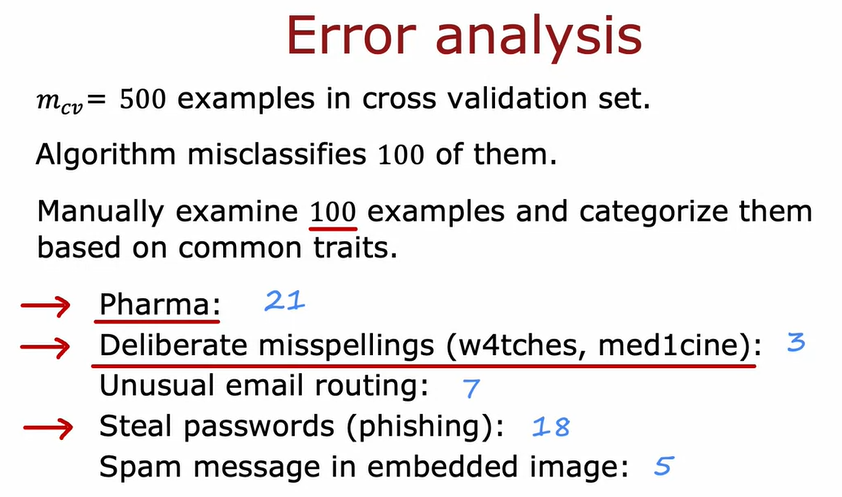 Error analysis
m_cv = 500 examples in cross validation set.
Algorithm misclassifies 100 of them.
Manually examine 100 examples and categorize them
based on common traits.
Pharma: 21
Deliberate misspellings (w4tches, med1cine): 3
Unusual email routing: 7
Steal passwords (phishing): 18
Spam message in embedded image: 5